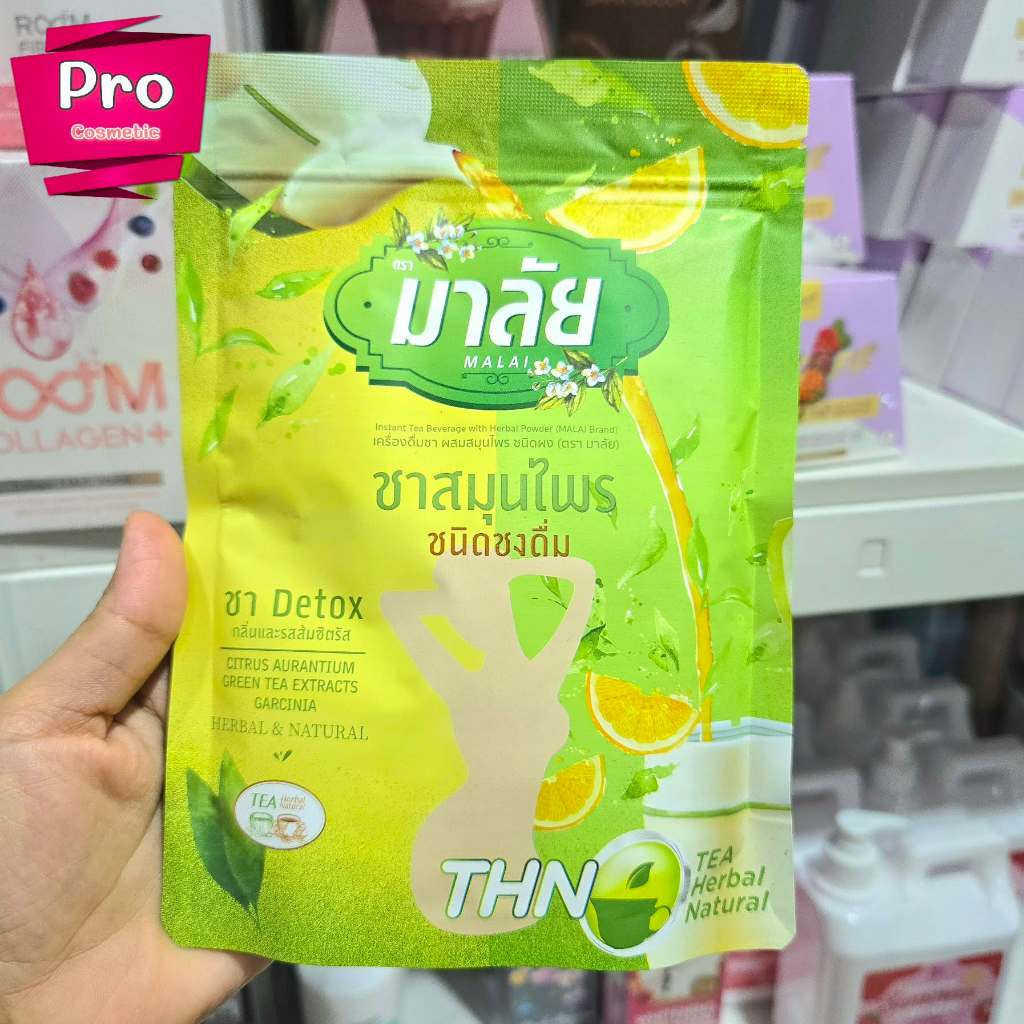 Pro
Cosmetic
ตรา
มาลัย
MALAI
Instant Tea Beverage with Herbal Powder (MALAI Brand)
เครื่องดื่มชา ผสมสมุนไพร ชนิดผง (ตรา มาลัย)
ชาสมุนไพร
ชนิดชงดื่ม
ชา Detox
กลิ่นและรสส้มซิตรัส
CITRUS AURANTIUM
GREEN TEA EXTRACTS
GARCINIA
HERBAL & NATURAL
TEA Herbal
Natural
THN
TEA
Herbal
Natural
COLLAGEN+